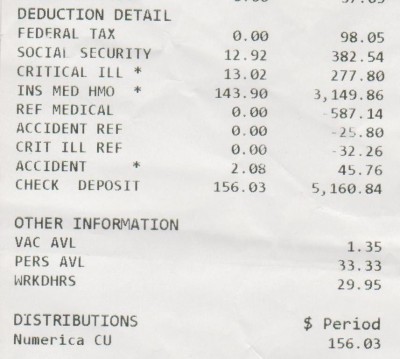 DEDUCTION DETAIL
FEDERAL TAX 0.00 98.05
SOCIAL SECURITY 12.92 382.54
CRITICAL ILL * 13.02 277.80
INS MED HMO * 143.90 3,149.86
REF MEDICAL 0.00 -587.14
ACCIDENT REF 0.00 -25.80
CRIT ILL REF 0.00 -32.26
ACCIDENT * 2.08 45.76
CHECK DEPOSIT 156.03 5,160.84
OTHER INFORMATION
VAC AVL 1.35
PERS AVL 33.33
WRKDHRS 29.95
DISTRIBUTIONS $ Period
Numerica CU 156.03